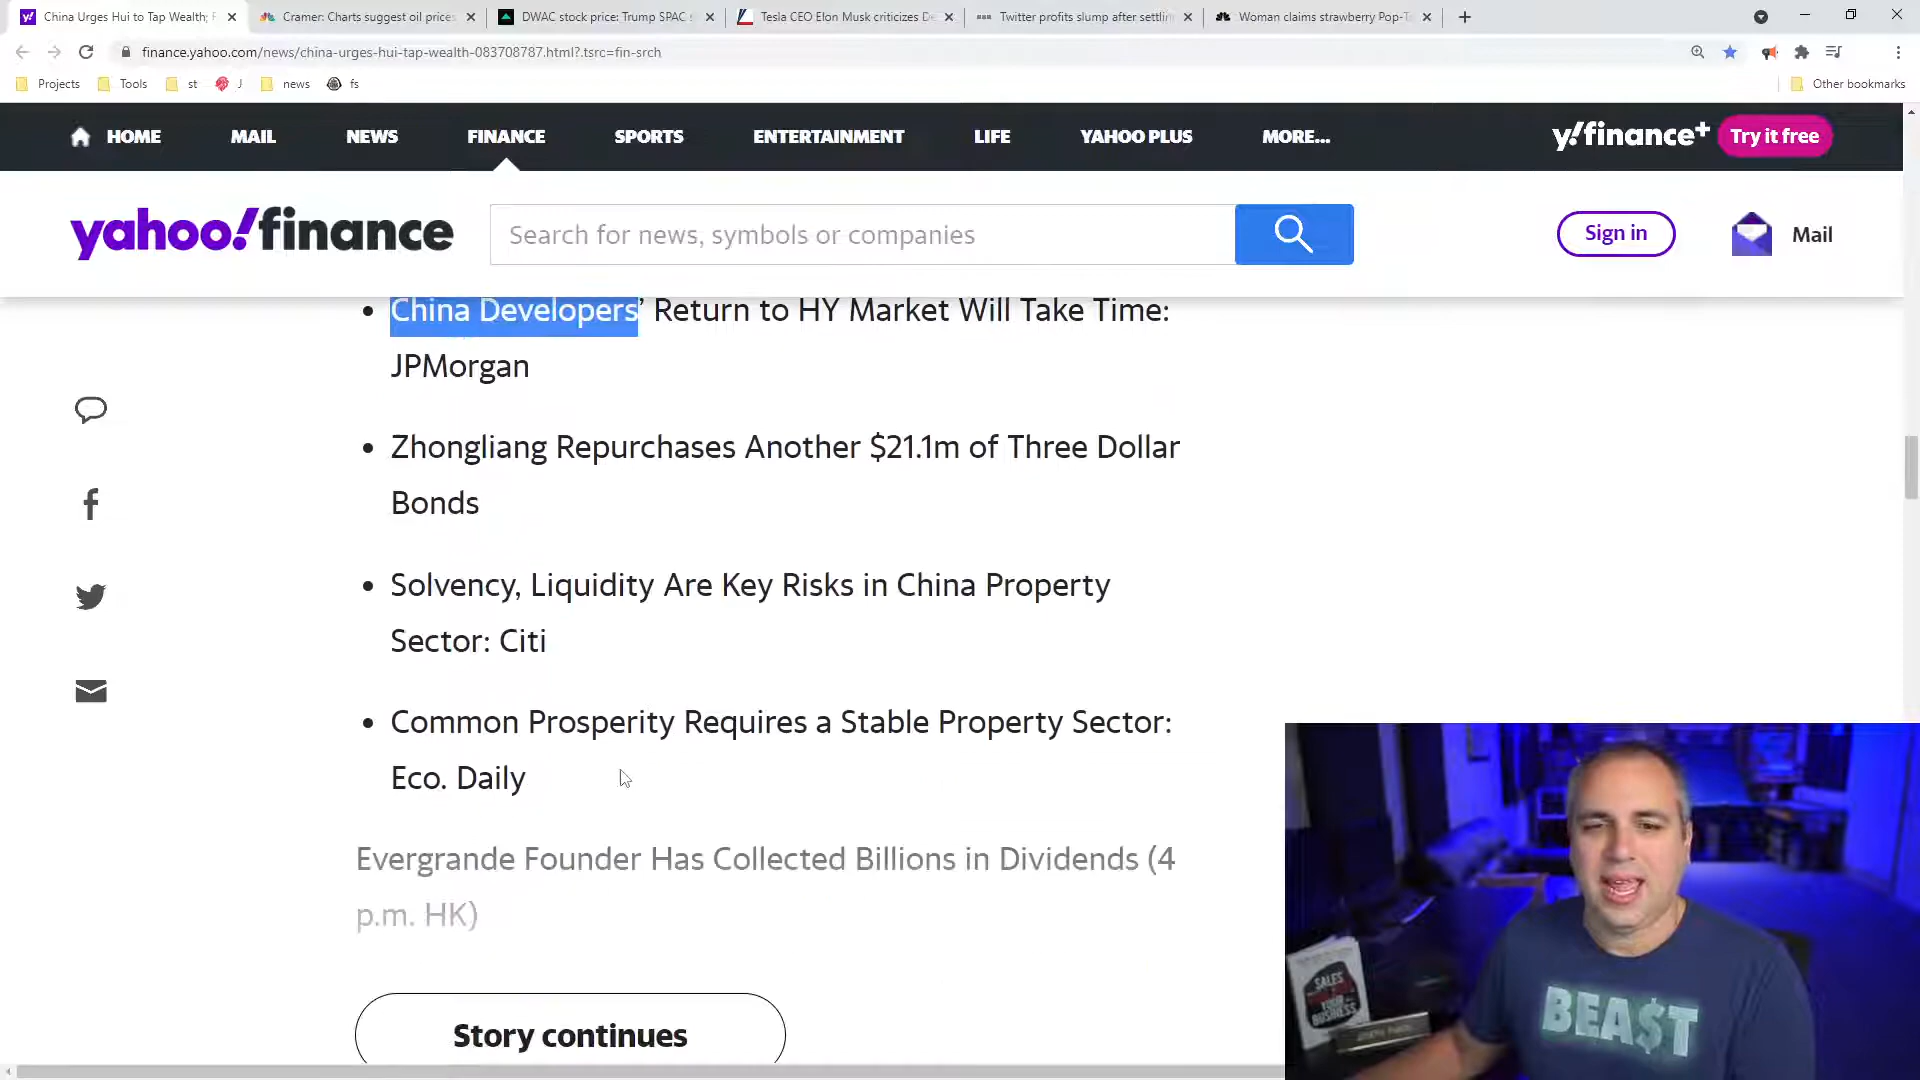 China Urges Hui to Tap Wealth; F
Cramer: Charts suggest oil prices
DWAC stock price: Trump SPAC s
Tesla CEO Elon Musk criticizes De
Twitter profits slump after settlin
Woman claims strawberry Pop-T
finance.yahoo.com/news/china-urges-hui-tap-wealth-083708787.html?.tsrc=fin-srch
Projects
Tools
st
J
news
fs
Other bookmarks
HOME
MAIL
NEWS
FINANCE
SPORTS
ENTERTAINMENT
LIFE
YAHOO PLUS
MORE...
y!finance+
Try it free
yahoo!finance
Search for news, symbols or companies
Sign in
Mail
• China Developers’ Return to HY Market Will Take Time:
JPMorgan
• Zhongliang Repurchases Another $21.1m of Three Dollar
Bonds
• Solvency, Liquidity Are Key Risks in China Property
Sector: Citi
• Common Prosperity Requires a Stable Property Sector:
Eco. Daily
Evergrande Founder Has Collected Billions in Dividends (4
p.m. HK)
Story continues
SALES
YOUR
BUSINESS
BEA$T